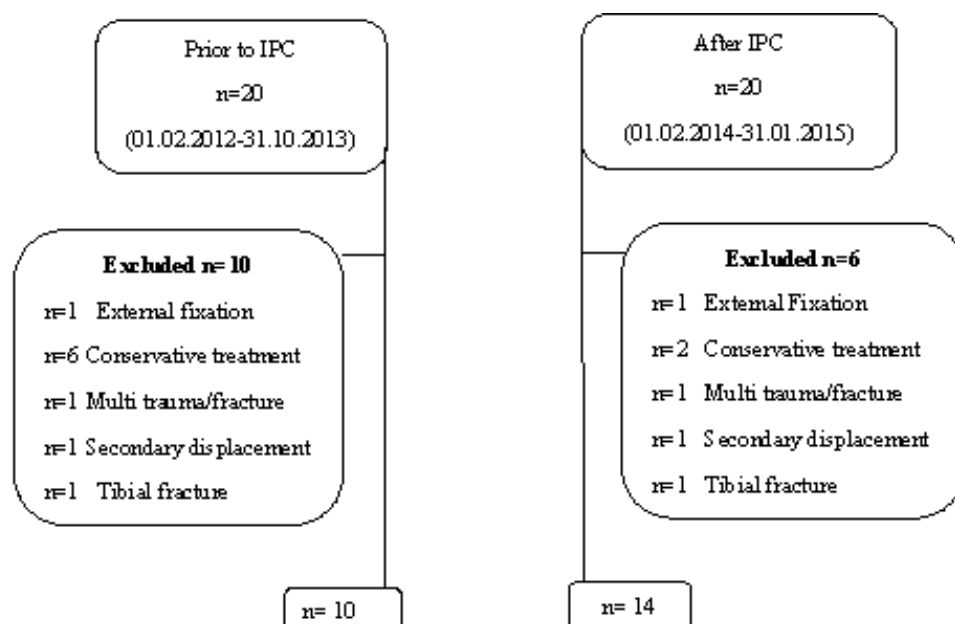 Prior to IPC
n=20
(01.02.2012-31.10.2013)
Excluded n= 10
n=1 External fixation
n=6 Conservative treatment
n=1 Multi trauma/fracture
n=1 Secondary displacement
n=1 Tibial fracture
n= 10
After IPC
n=20
(01.02.2014-31.01.2015)
Excluded n=6
n=1 External Fixation
n=2 Conservative treatment
n=1 Multi trauma/fracture
n=1 Secondary displacement
n=1 Tibial fracture
n= 14